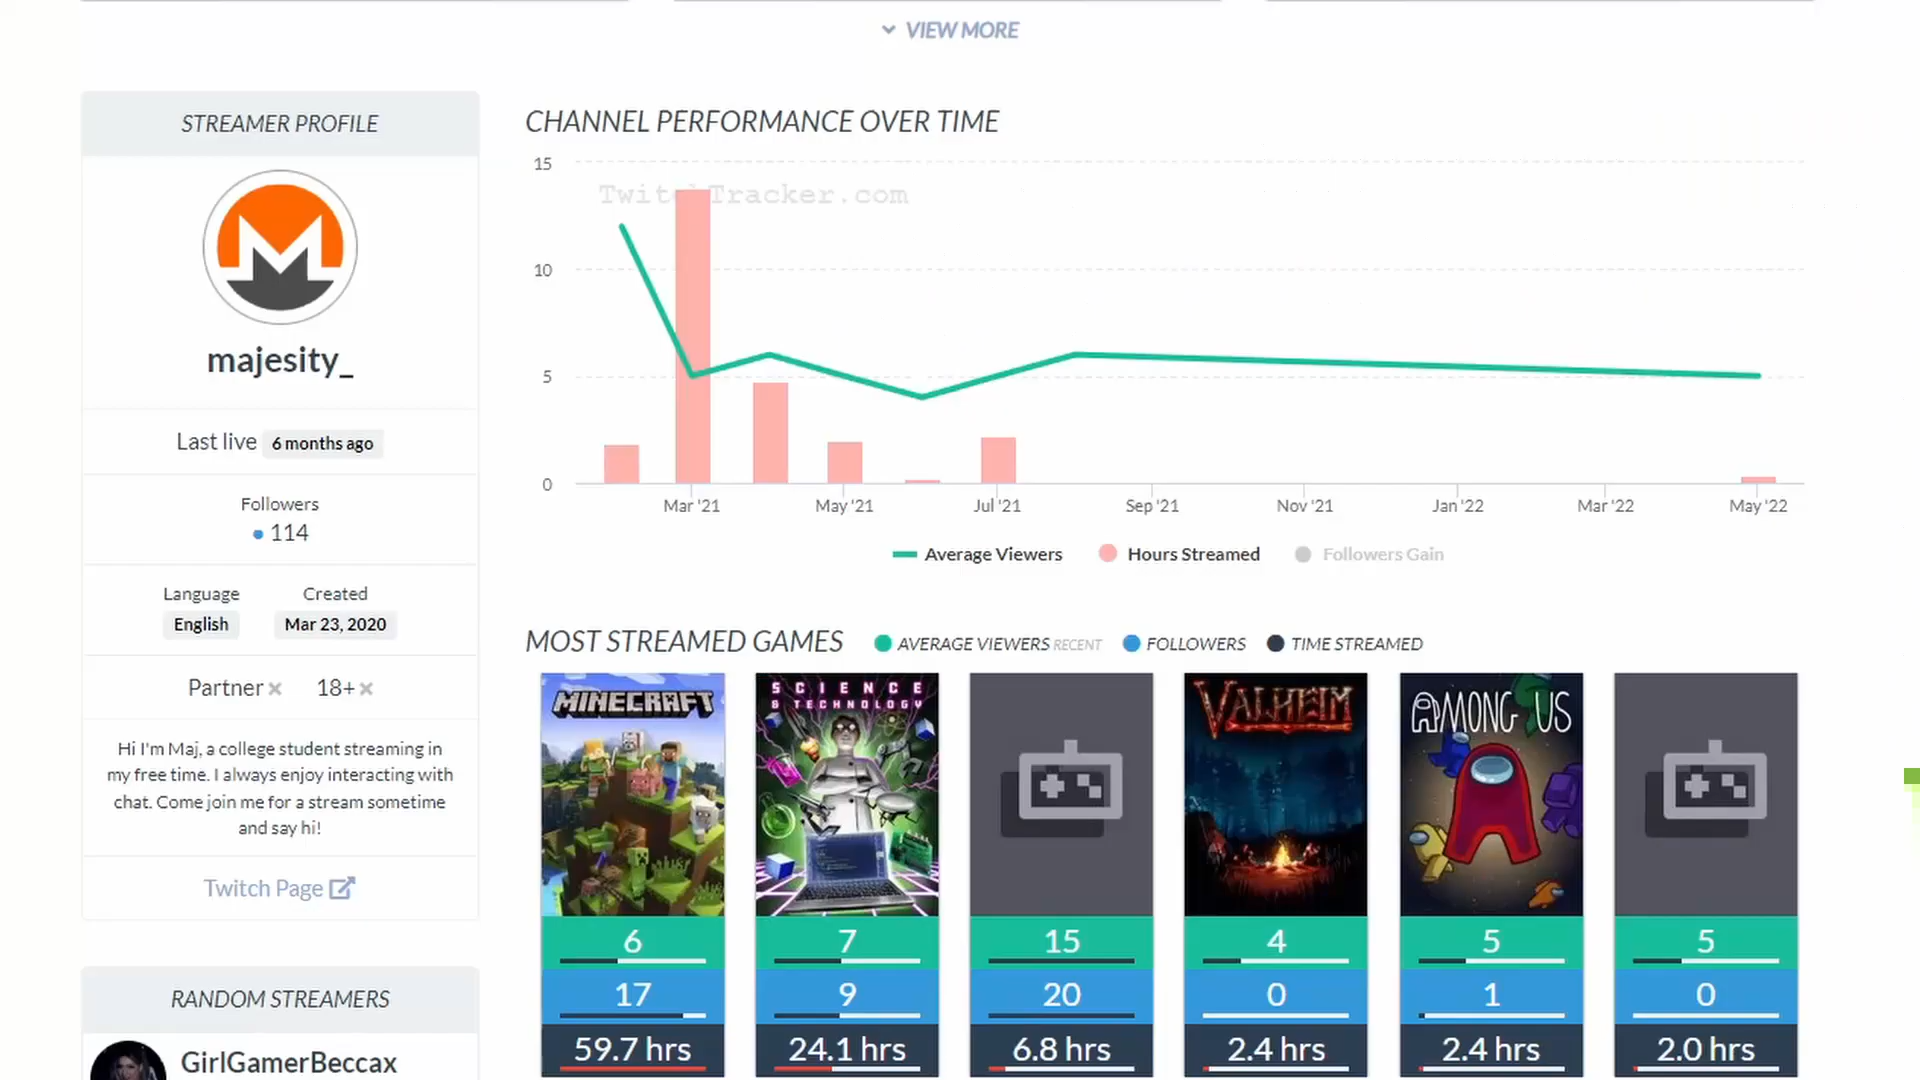 VIEW MORE
STREAMER PROFILE
majesity_
Last live 6 months ago
Followers
114
Language Created
English Mar 23, 2020
Partner × 18+ ×
Hi I'm Maj, a college student streaming in
my free time. I always enjoy interacting with
chat. Come join me for a stream sometime
and say hi!
Twitch Page
RANDOM STREAMERS
GirlGamerBeccax
CHANNEL PERFORMANCE OVER TIME
TwitchTracker.com
15
10
5
0
Mar '21 May '21 Jul '21 Sep '21 Nov '21 Jan '22 Mar '22 May '22
Average Viewers Hours Streamed Followers Gain
MOST STREAMED GAMES AVERAGE VIEWERS RECENT FOLLOWERS TIME STREAMED
MINECRAFT
SCIENCE
& TECHNOLOGY
VALHEIM
AMONG US
6 7 15 4 5 5
17 9 20 0 1 0
59.7 hrs 24.1 hrs 6.8 hrs 2.4 hrs 2.4 hrs 2.0 hrs